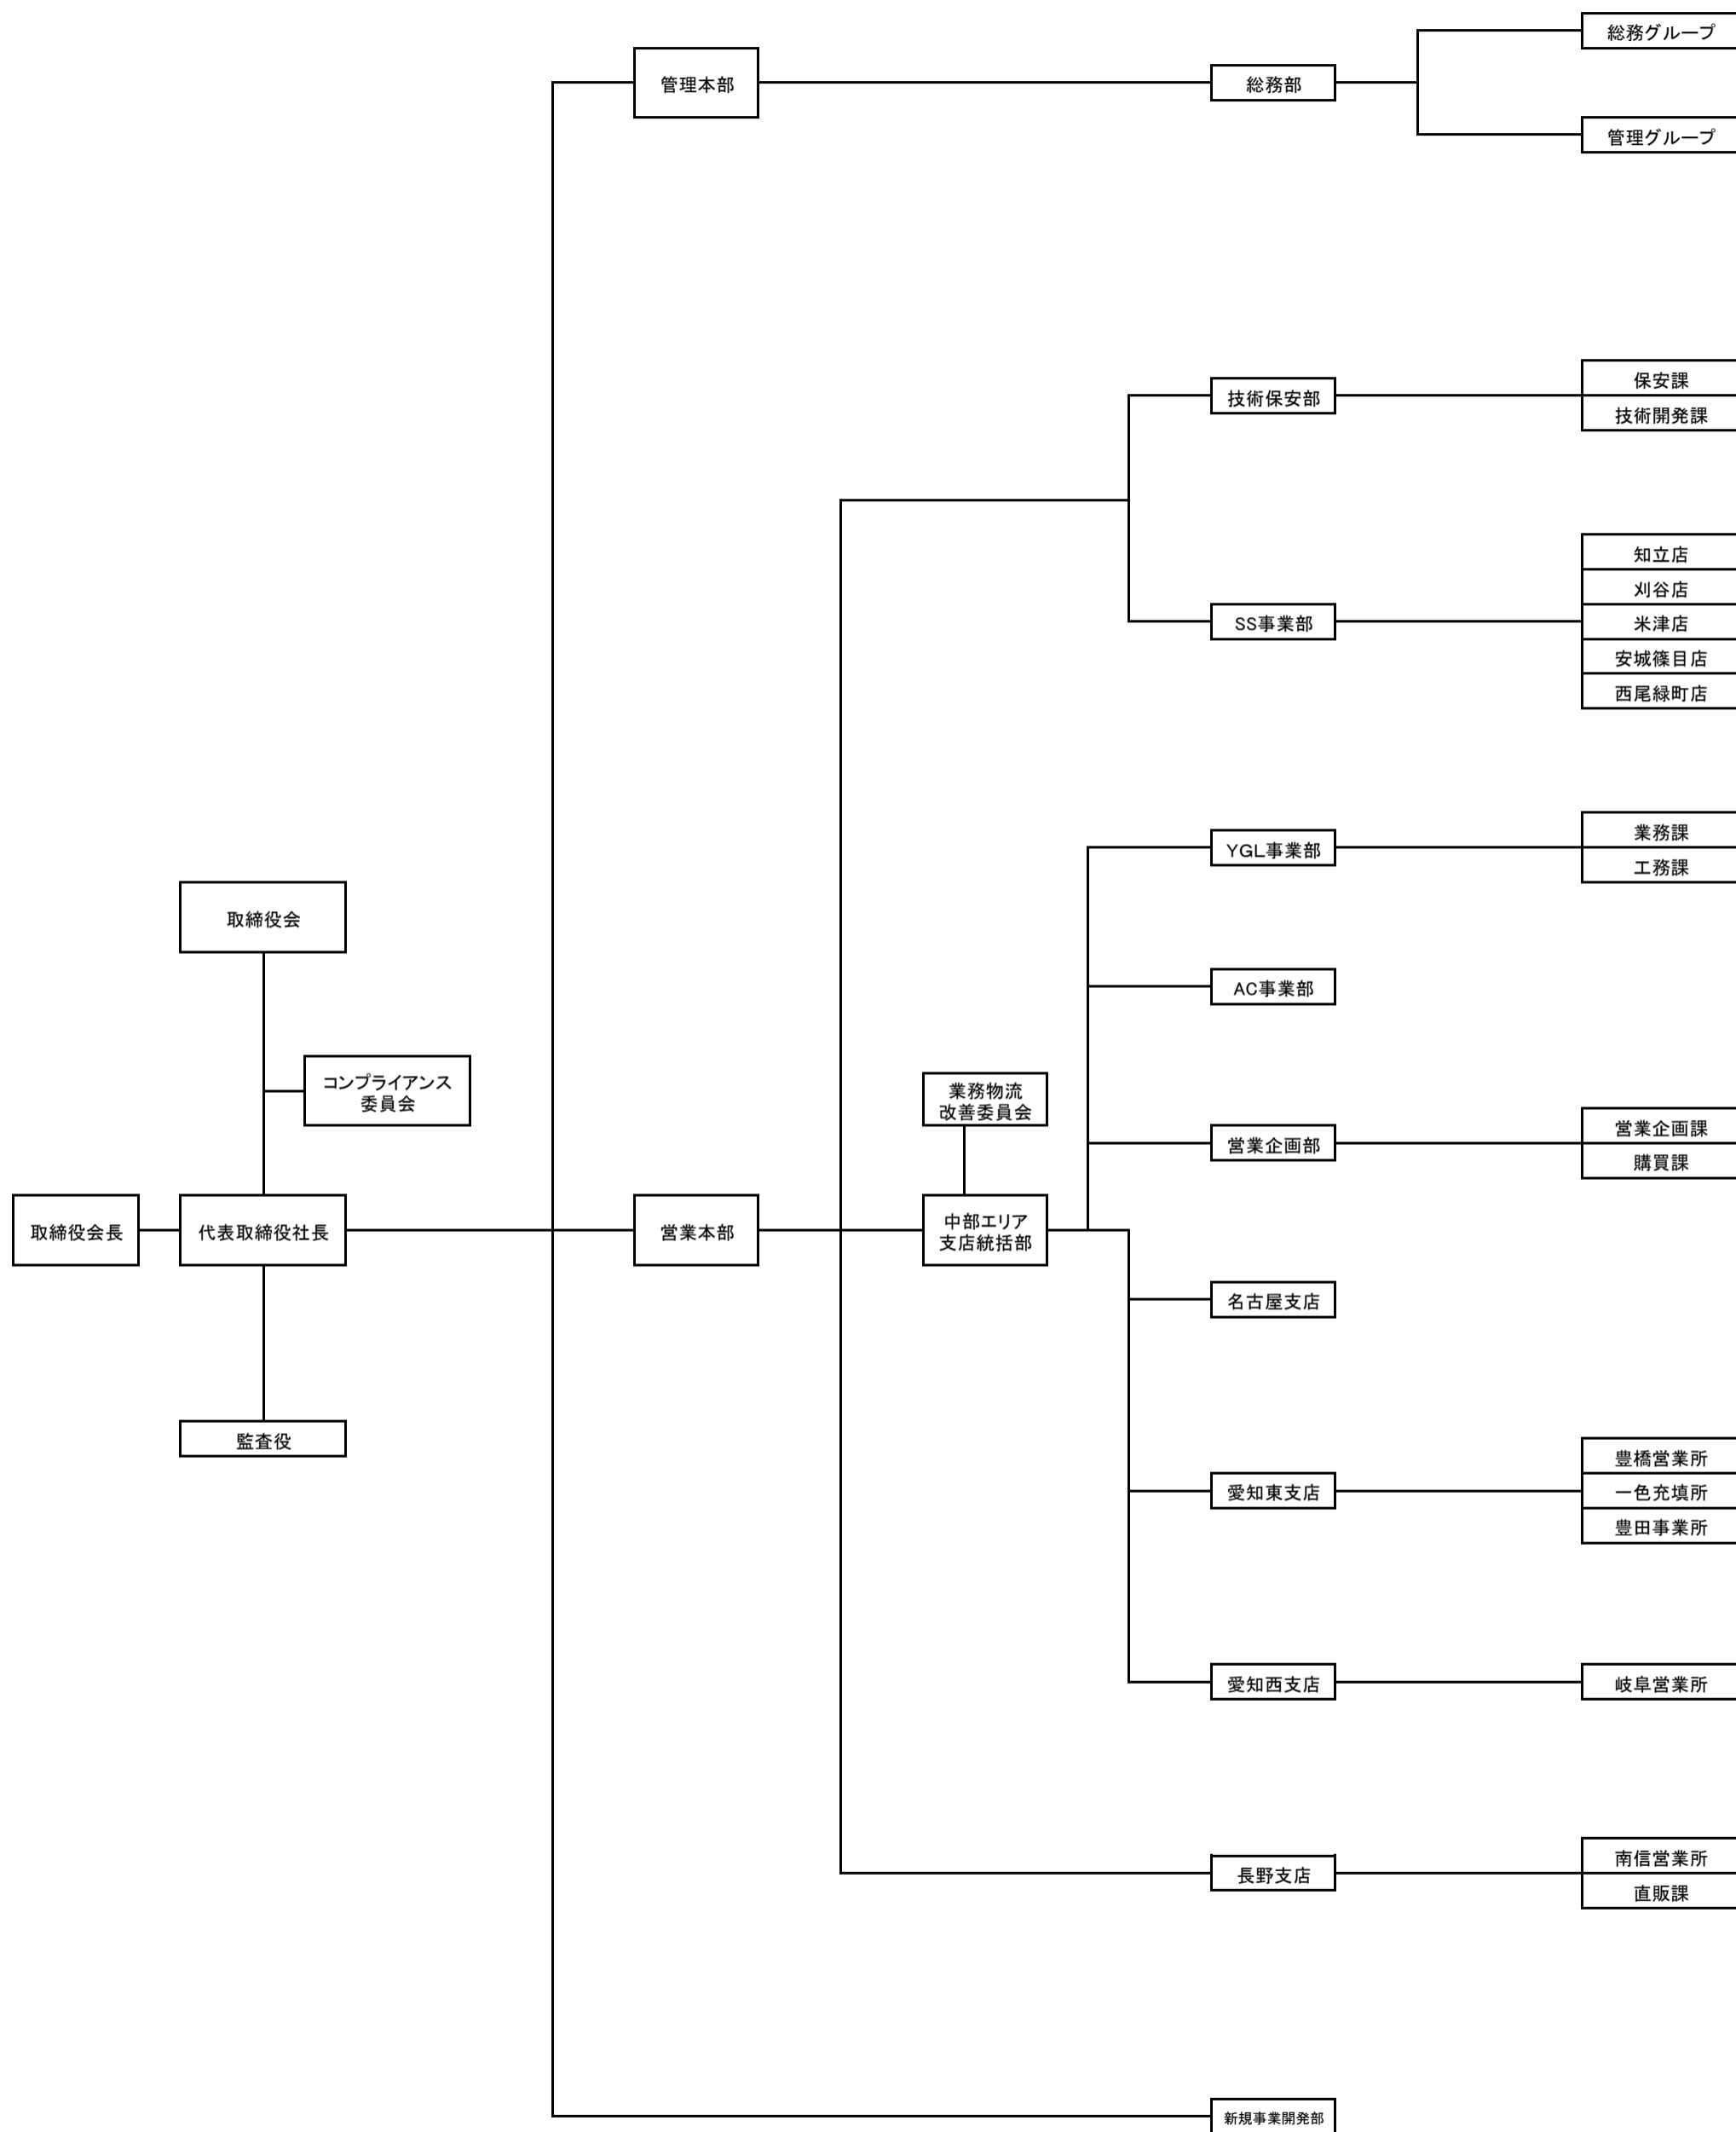 総務グループ
管理本部
総務部
管理グループ
保安課
技術保安部
技術開発課
知立店
刈谷店
SS事業部
米津店
安城篠目店
西尾緑町店
業務課
YGL事業部
工務課
取締役会
AC事業部
コンプライアンス
委員会
業務物流
改善委員会
営業企画課
営業企画部
購買課
取締役会長
代表取締役社長
営業本部
中部エリア
支店統括部
名古屋支店
監査役
豊橋営業所
愛知東支店
一色充填所
豊田事業所
愛知西支店
岐阜営業所
南信営業所
長野支店
直販課
新規事業開発部